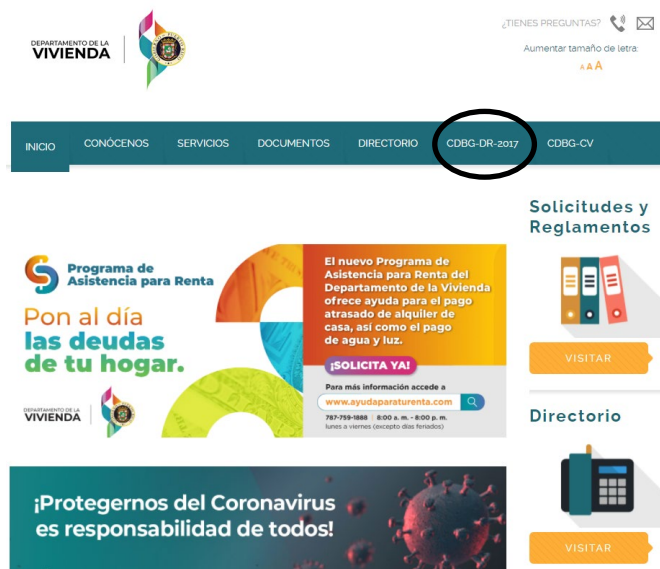 DEPARTAMENTO DE LA
VIVIENDA
¿TIENES PREGUNTAS?
Aumentar tamaño de letra:
A A A
INICIO CONÓCENOS SERVICIOS DOCUMENTOS DIRECTORIO CDBG-DR-2017 CDBG-CV
Programa de
Asistencia para Renta
Pon al día
las deudas
de tu hogar.
DEPARTAMENTO DE LA
VIVIENDA
El nuevo Programa de
Asistencia para Renta del
Departamento de la Vivienda
ofrece ayuda para el pago
atrasado de alquiler de
casa, así como el pago
de agua y luz.
¡SOLICITA YA!
Para más información accede a
www.ayudaparaturenta.com
787-759-1888 | 8:00 a. m. - 8:00 p. m.
lunes a viernes (excepto días feriados)
¡Protegernos del Coronavirus
es responsabilidad de todos!
Solicitudes y
Reglamentos
VISITAR
Directorio
VISITAR